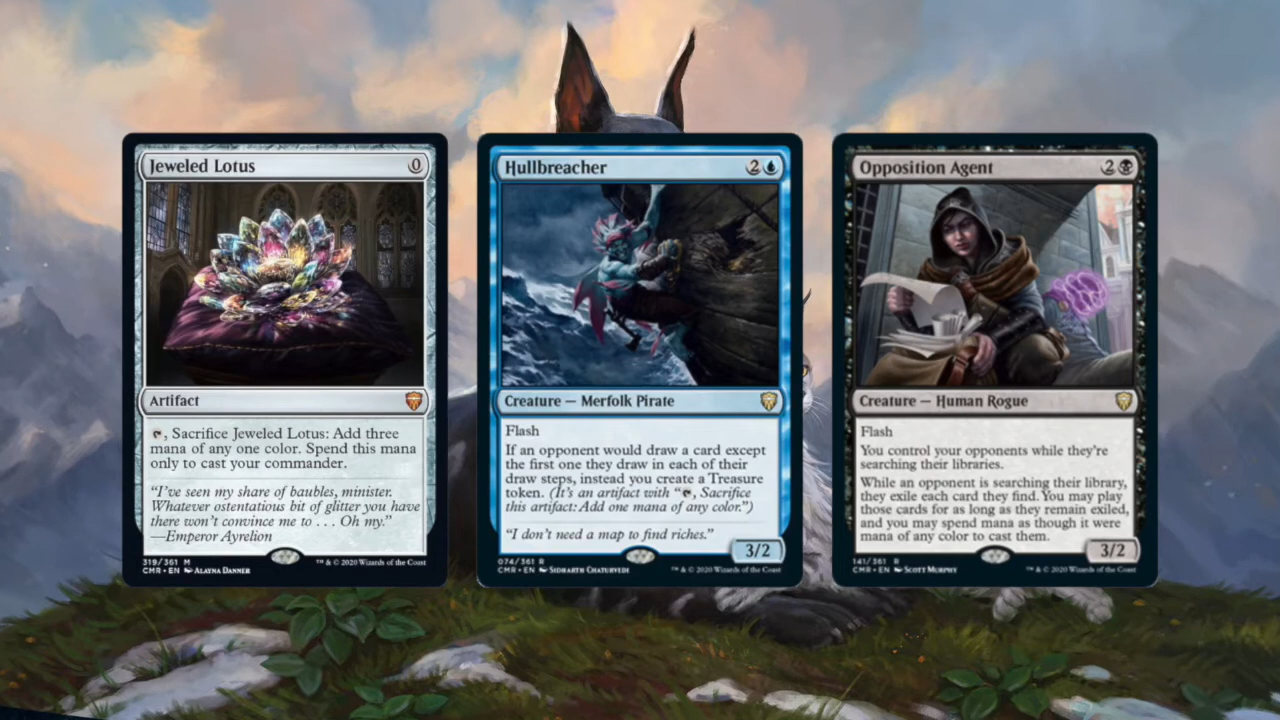 Jeweled Lotus 0
Artifact
, Sacrifice Jeweled Lotus: Add three
mana of any one color. Spend this mana
only to cast your commander.
"I've seen my share of baubles, minister.
Whatever ostentatious bit of glitter you have
there won't convince me to . . . Oh my."
—Emperor Ayrelion
319/361 M
CMR • EN ALAYNA DANNER
™ & © 2020 Wizards of the Coast
Hullbreacher 2
Creature — Merfolk Pirate
Flash
If an opponent would draw a card except
the first one they draw in each of their
draw steps, instead you create a Treasure
token. (It's an artifact with ", Sacrifice
this artifact: Add one mana of any color.")
"I don't need a map to find riches."
3/2
074/361 R
CMR • EN SIDHARTH CHATURVEDI
™ & © 2020 Wizards of the Coast
Opposition Agent 2
Creature — Human Rogue
Flash
You control your opponents while they're
searching their libraries.
While an opponent is searching their library,
they exile each card they find. You may play
those cards for as long as they remain exiled,
and you may spend mana as though it were
mana of any color to cast them.
3/2
141/361 R
CMR • EN SCOTT MURPHY
™ & © 2020 Wizards of the Coast